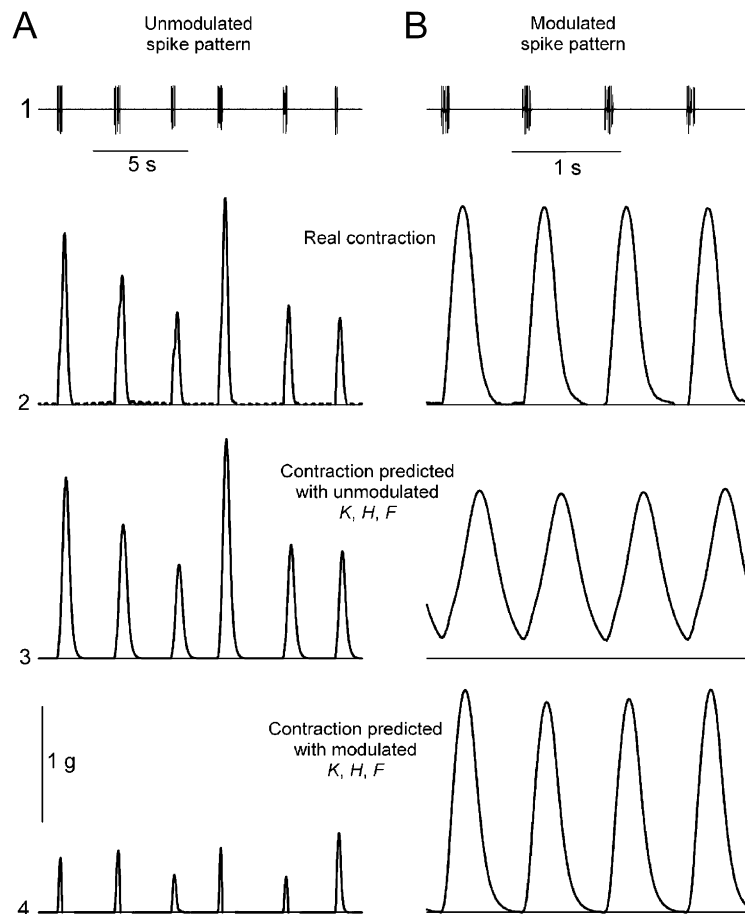 A
Unmodulated
spike pattern
B
Modulated
spike pattern
1
5 s
1 s
Real contraction
2
Contraction predicted
with unmodulated
K, H, F
3
Contraction predicted
with modulated
K, H, F
1 g
4